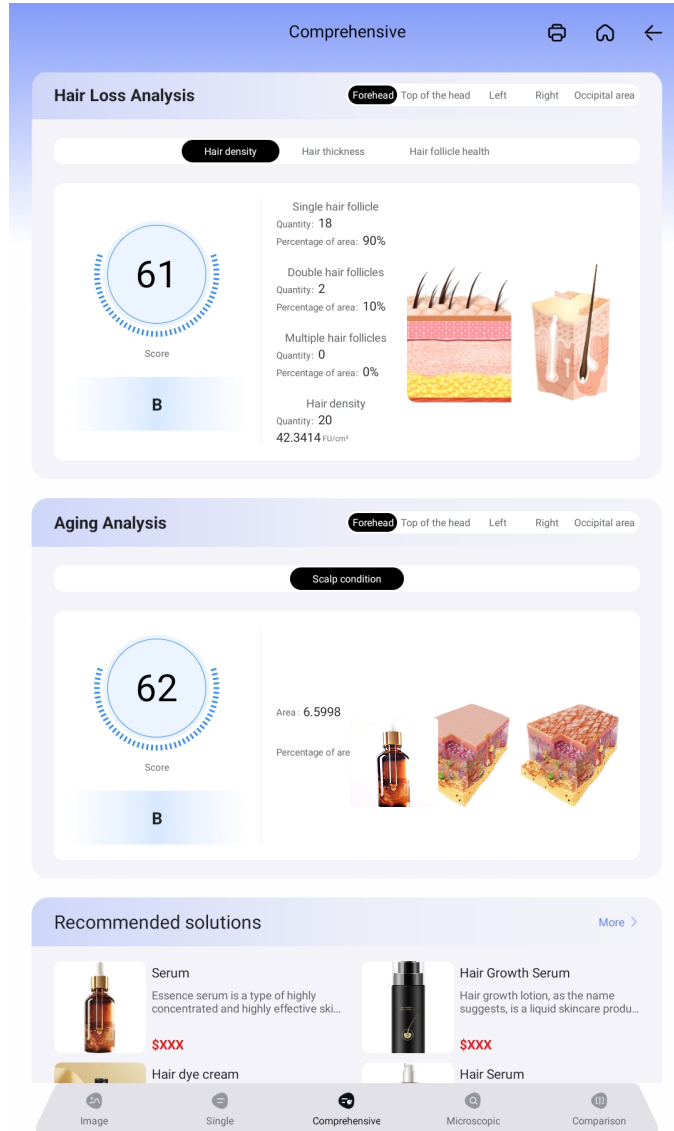 Comprehensive
Hair Loss Analysis
Forehead Top of the head Left Right Occipital area
Hair density Hair thickness Hair follicle health
61
Score
B
Single hair follicle
Quantity: 18
Percentage of area: 90%
Double hair follicles
Quantity: 2
Percentage of area: 10%
Multiple hair follicles
Quantity: 0
Percentage of area: 0%
Hair density
Quantity: 20
42.3414 FU/cm²
Aging Analysis
Forehead Top of the head Left Right Occipital area
Scalp condition
62
Score
B
Area : 6.5998
Percentage of are
Recommended solutions
More >
Serum
Essence serum is a type of highly
concentrated and highly effective ski...
$XXX
Hair Growth Serum
Hair growth lotion, as the name
suggests, is a liquid skincare produ...
$XXX
Hair dye cream
Hair Serum
Image Single Comprehensive Microscopic Comparison